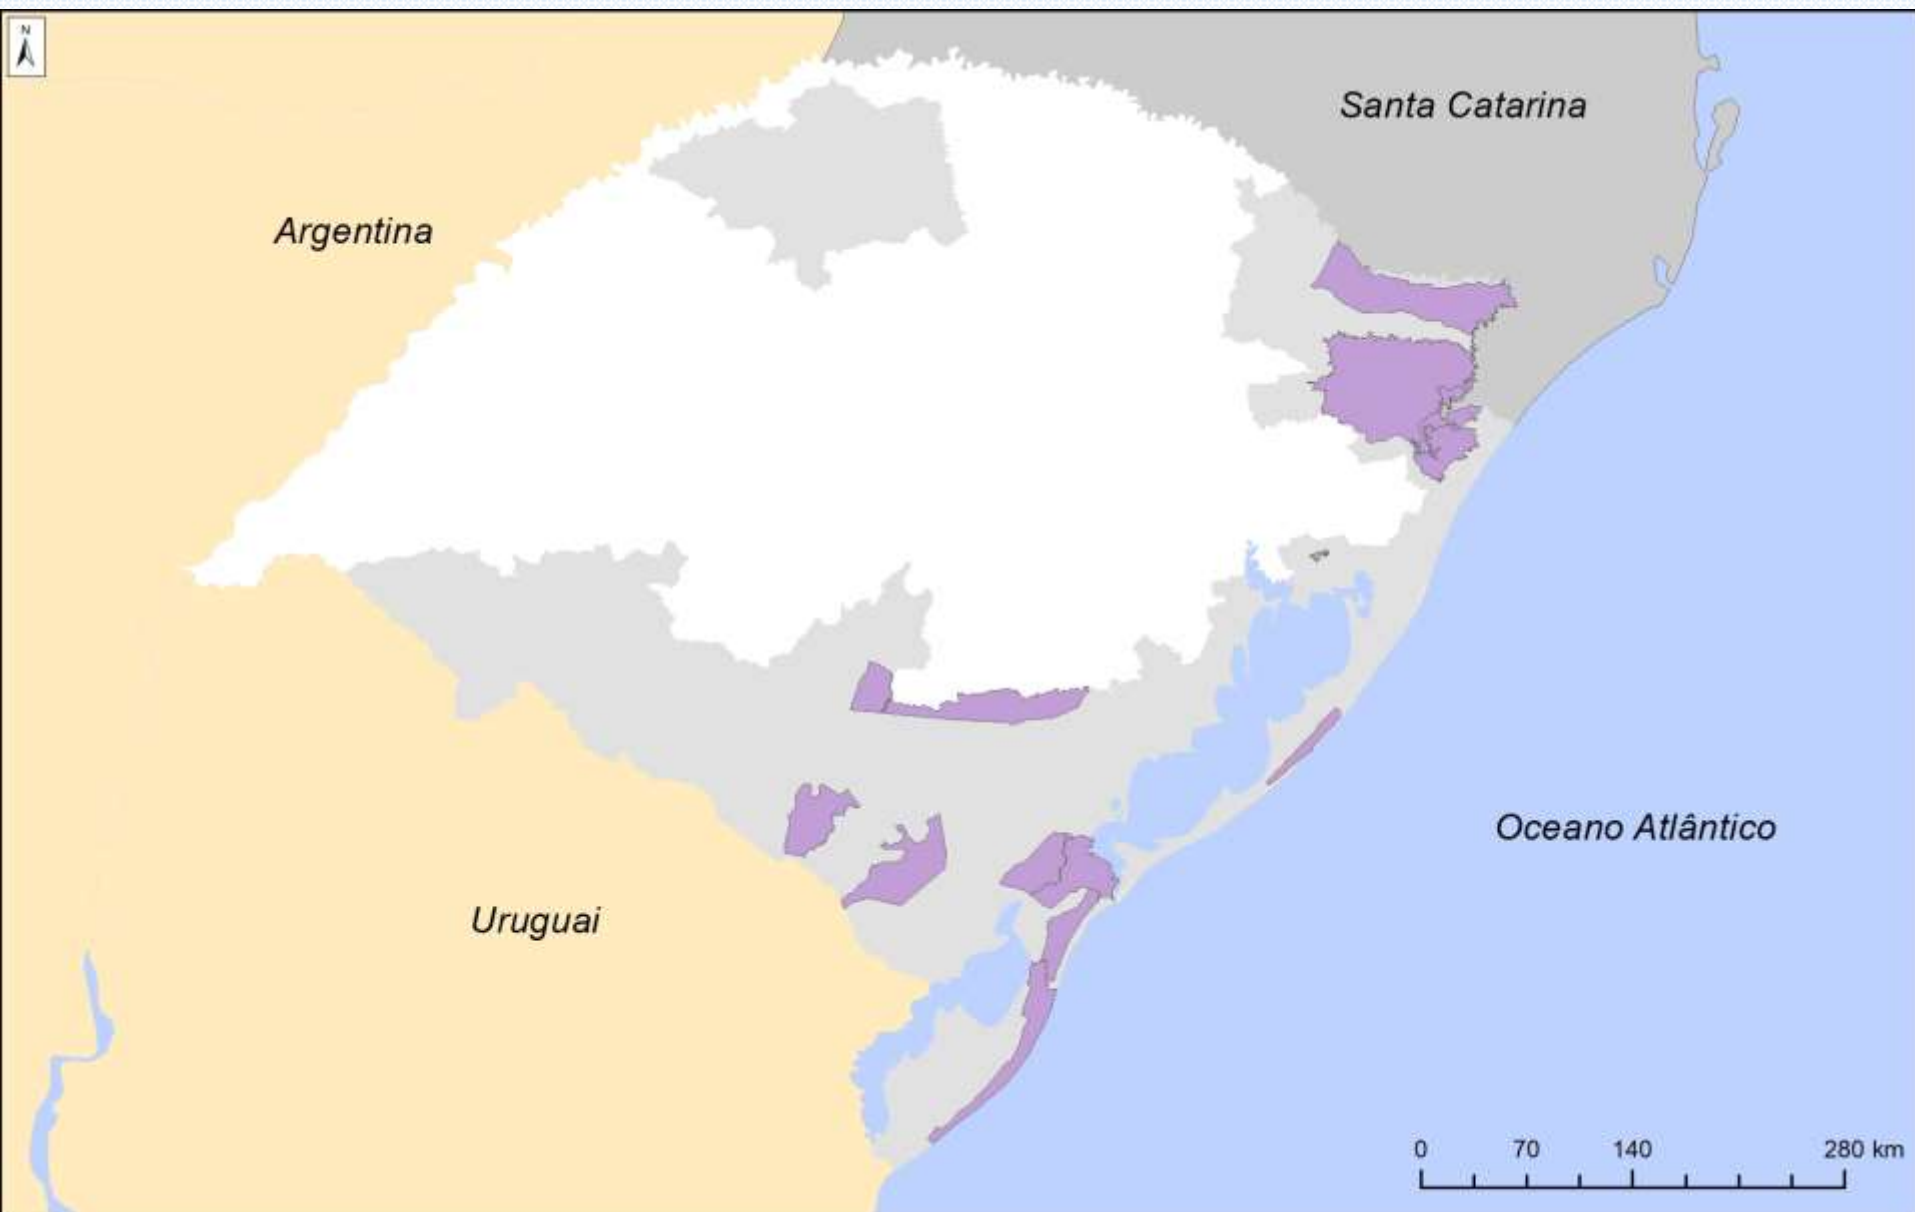 N
Santa Catarina
Argentina
Oceano Atlântico
Uruguai
0 70 140 280 km